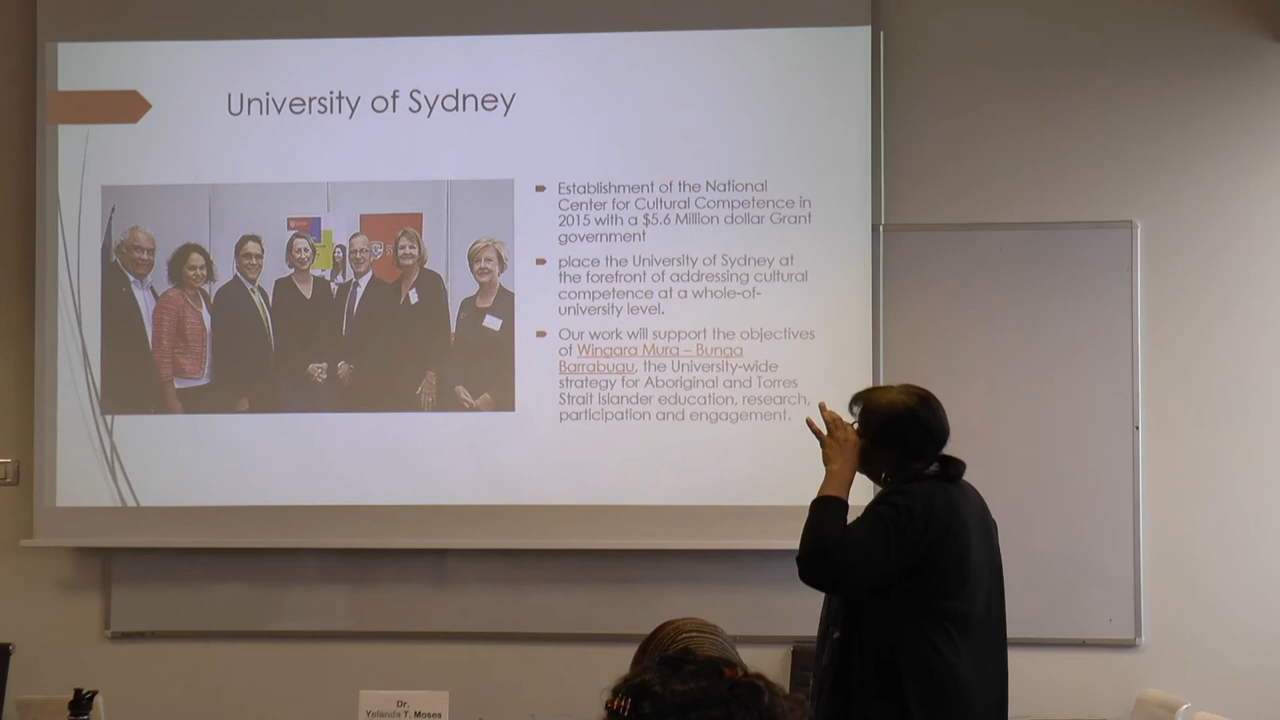 University of Sydney
Establishment of the National
Center for Cultural Competence in
2015 with a $5.6 Million dollar Grant
government
place the University of Sydney at
the forefront of addressing cultural
competence at a whole-of-
university level.
Our work will support the objectives
of Wingara Mura – Bunga
Barrabugu, the University-wide
strategy for Aboriginal and Torres
Strait Islander education, research,
participation and engagement.
Dr.
Yolanda T. Moses